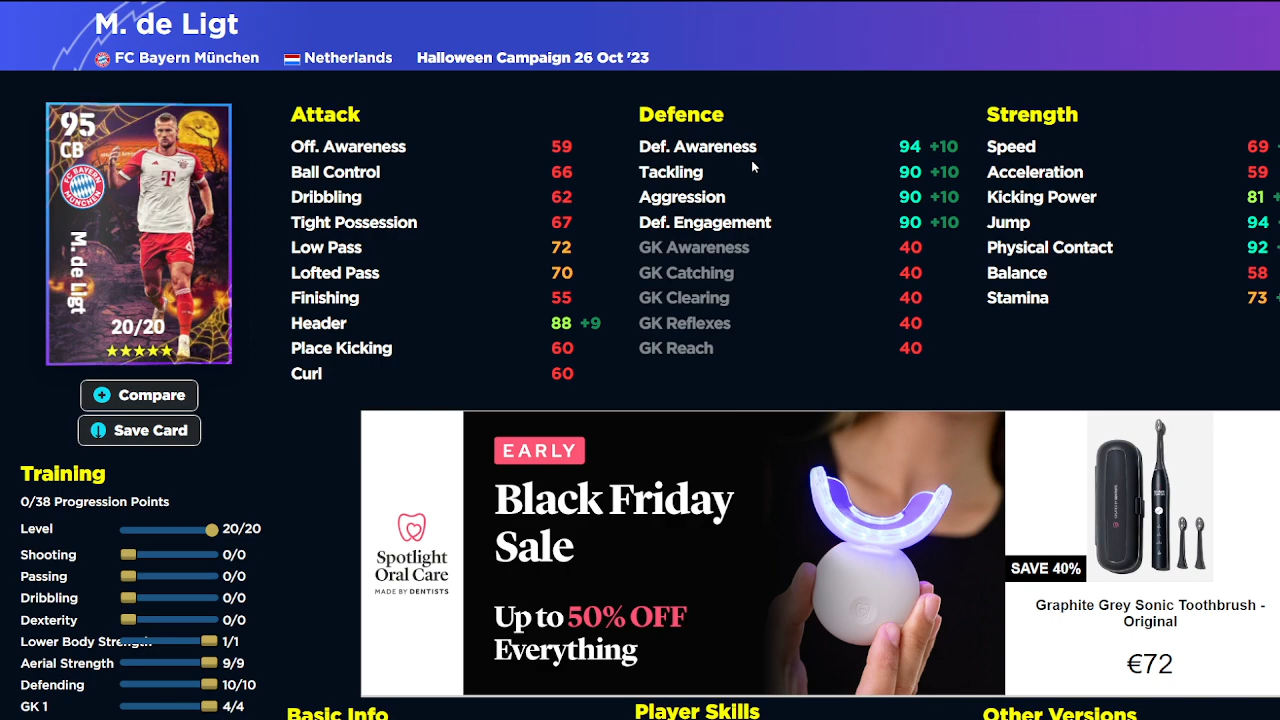 M. de Ligt
FC Bayern München Netherlands Halloween Campaign 26 Oct '23
95
CB
FC BAYERN MÜNCHEN
T
M. de Ligt
20/20
Compare
Save Card
Attack
Off. Awareness 59
Ball Control 66
Dribbling 62
Tight Possession 67
Low Pass 72
Lofted Pass 70
Finishing 55
Header 88 +9
Place Kicking 60
Curl 60
Defence
Def. Awareness 94 +10
Tackling 90 +10
Aggression 90 +10
Def. Engagement 90 +10
GK Awareness 40
GK Catching 40
GK Clearing 40
GK Reflexes 40
GK Reach 40
Strength
Speed 69
Acceleration 59
Kicking Power 81
Jump 94
Physical Contact 92
Balance 58
Stamina 73
Training
0/38 Progression Points
Level 20/20
Shooting 0/0
Passing 0/0
Dribbling 0/0
Dexterity 0/0
Lower Body Strength 1/1
Aerial Strength 9/9
Defending 10/10
GK 1 4/4
Spotlight
Oral Care
MADE BY DENTISTS
EARLY
Black Friday
Sale
Up to 50% OFF
Everything
SAVE 40%
Graphite Grey Sonic Toothbrush -
Original
€72
Basic Info
Player Skills
Other Versions